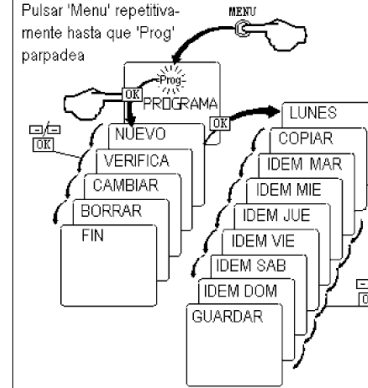 Pulsar 'Menu' repetitiva-
mente hasta que 'Prog'
parpadea
MENU
Prog
PROGRAMA
OK
OK
OK
NUEVO
VERIFICA
CAMBIAR
BORRAR
FIN
LUNES
COPIAR
IDEM MAR
IDEM MIE
IDEM JUE
IDEM VIE
IDEM SAB
IDEM DOM
GUARDAR